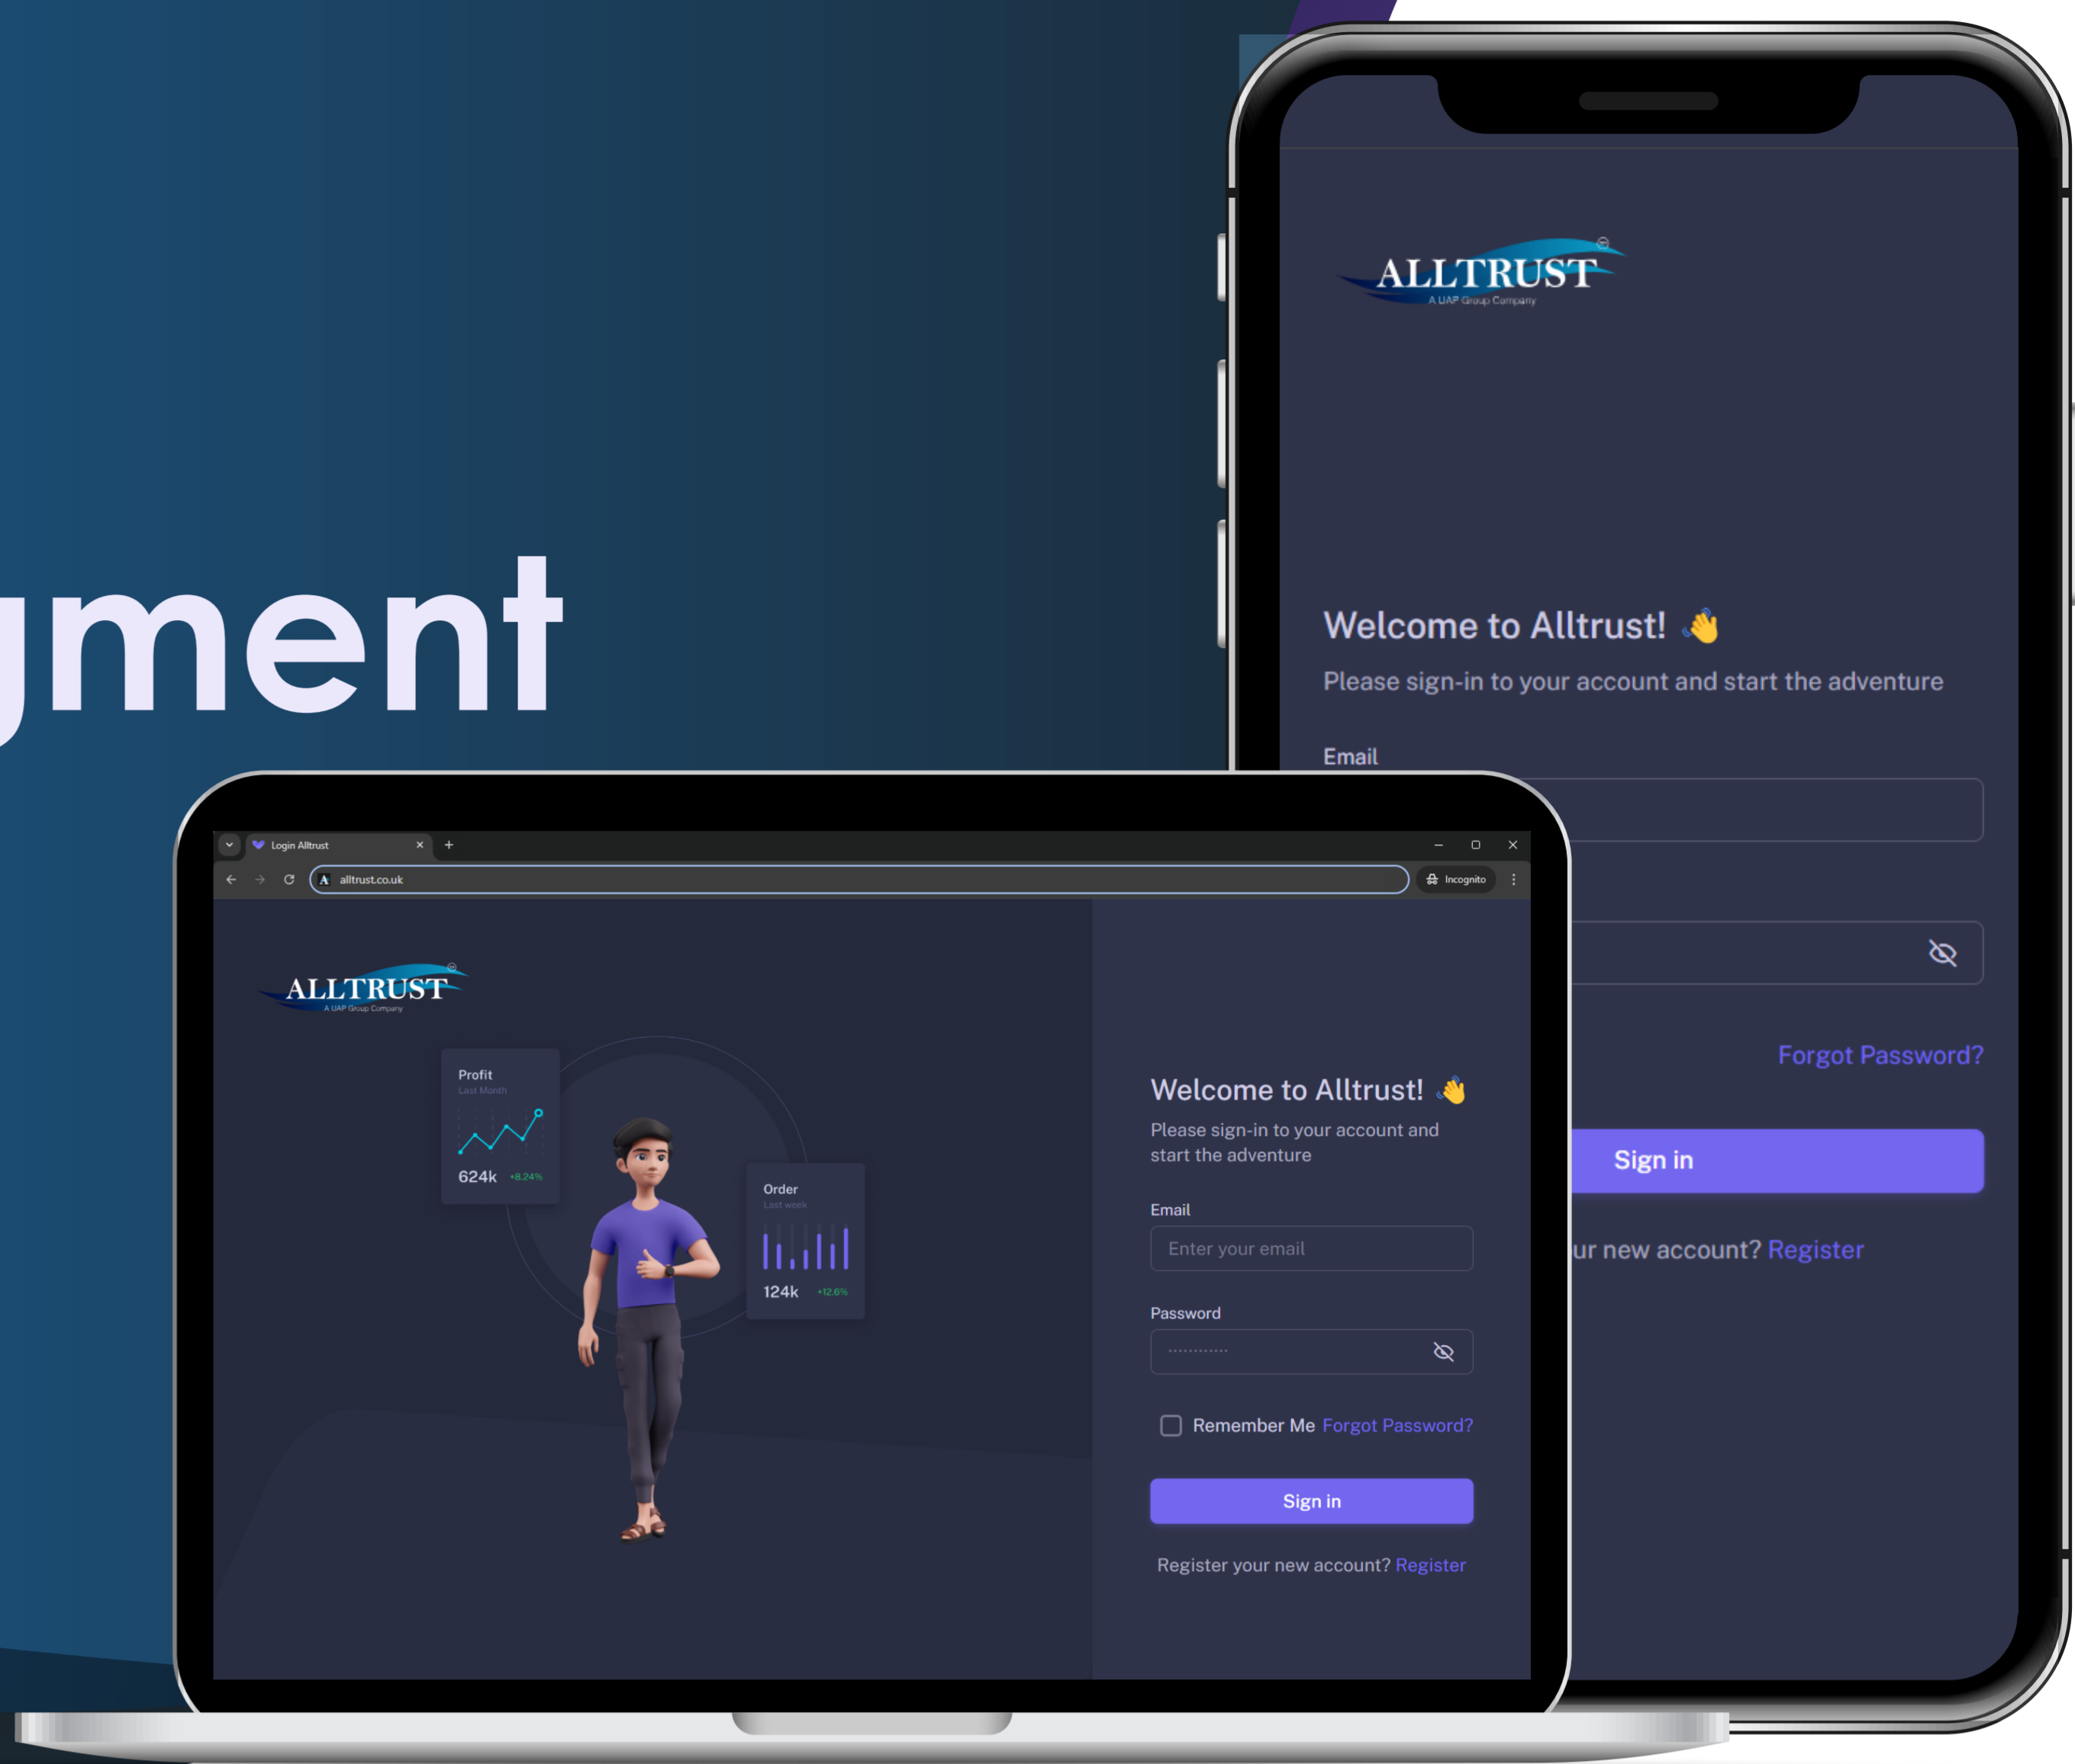 gment
ALLTRUST
A UAP Group Company
Welcome to Alltrust! 👋
Please sign-in to your account and start the adventure
Email
Forgot Password?
Sign in
ur new account? Register
Login Alltrust
alltrust.co.uk
Incognito
ALLTRUST
A UAP Group Company
Profit
Last Month
624k +8.24%
Order
Last week
124k +12.6%
Welcome to Alltrust! 👋
Please sign-in to your account and
start the adventure
Email
Enter your email
Password
············
Remember Me Forgot Password?
Sign in
Register your new account? Register